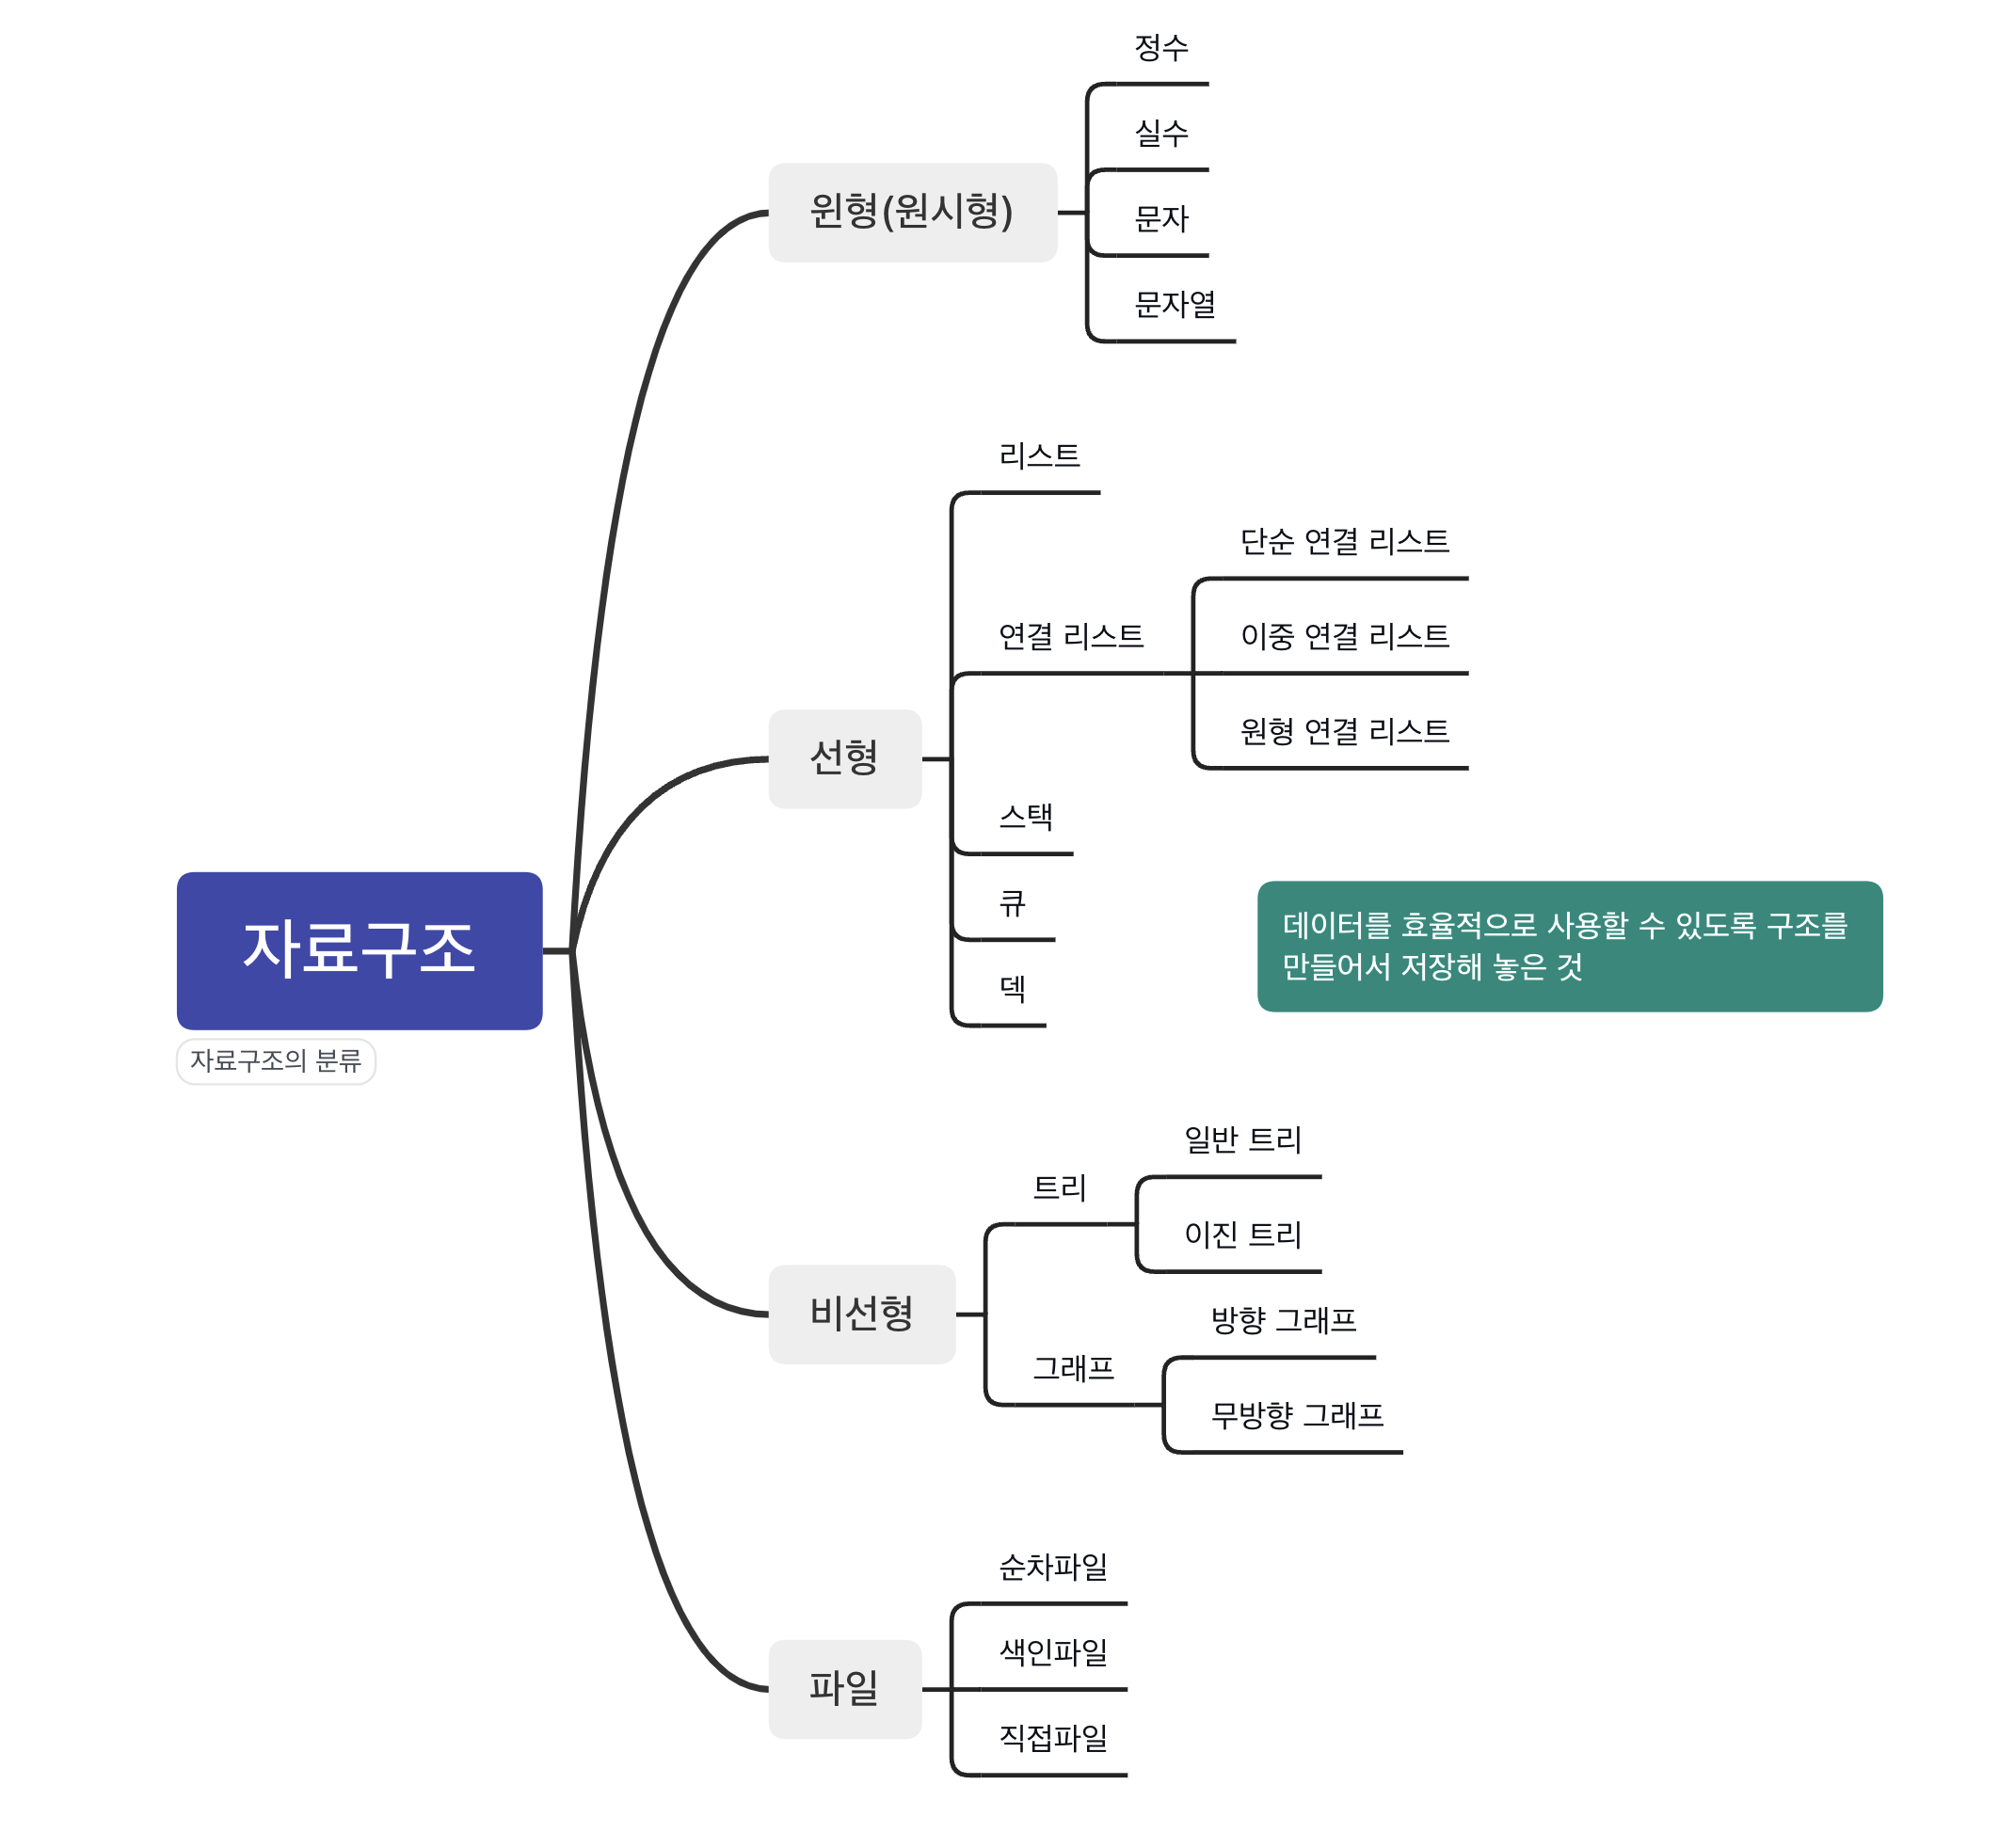 정수
실수
원형(원시형)
문자
문자열
리스트
단순 연결 리스트
연결 리스트
이중 연결 리스트
원형 연결 리스트
선형
스택
큐
덱
자료구조
자료구조의 분류
데이터를 효율적으로 사용할 수 있도록 구조를
만들어서 저장해 놓은 것
일반 트리
트리
이진 트리
비선형
방향 그래프
그래프
무방향 그래프
순차파일
색인파일
파일
직접파일